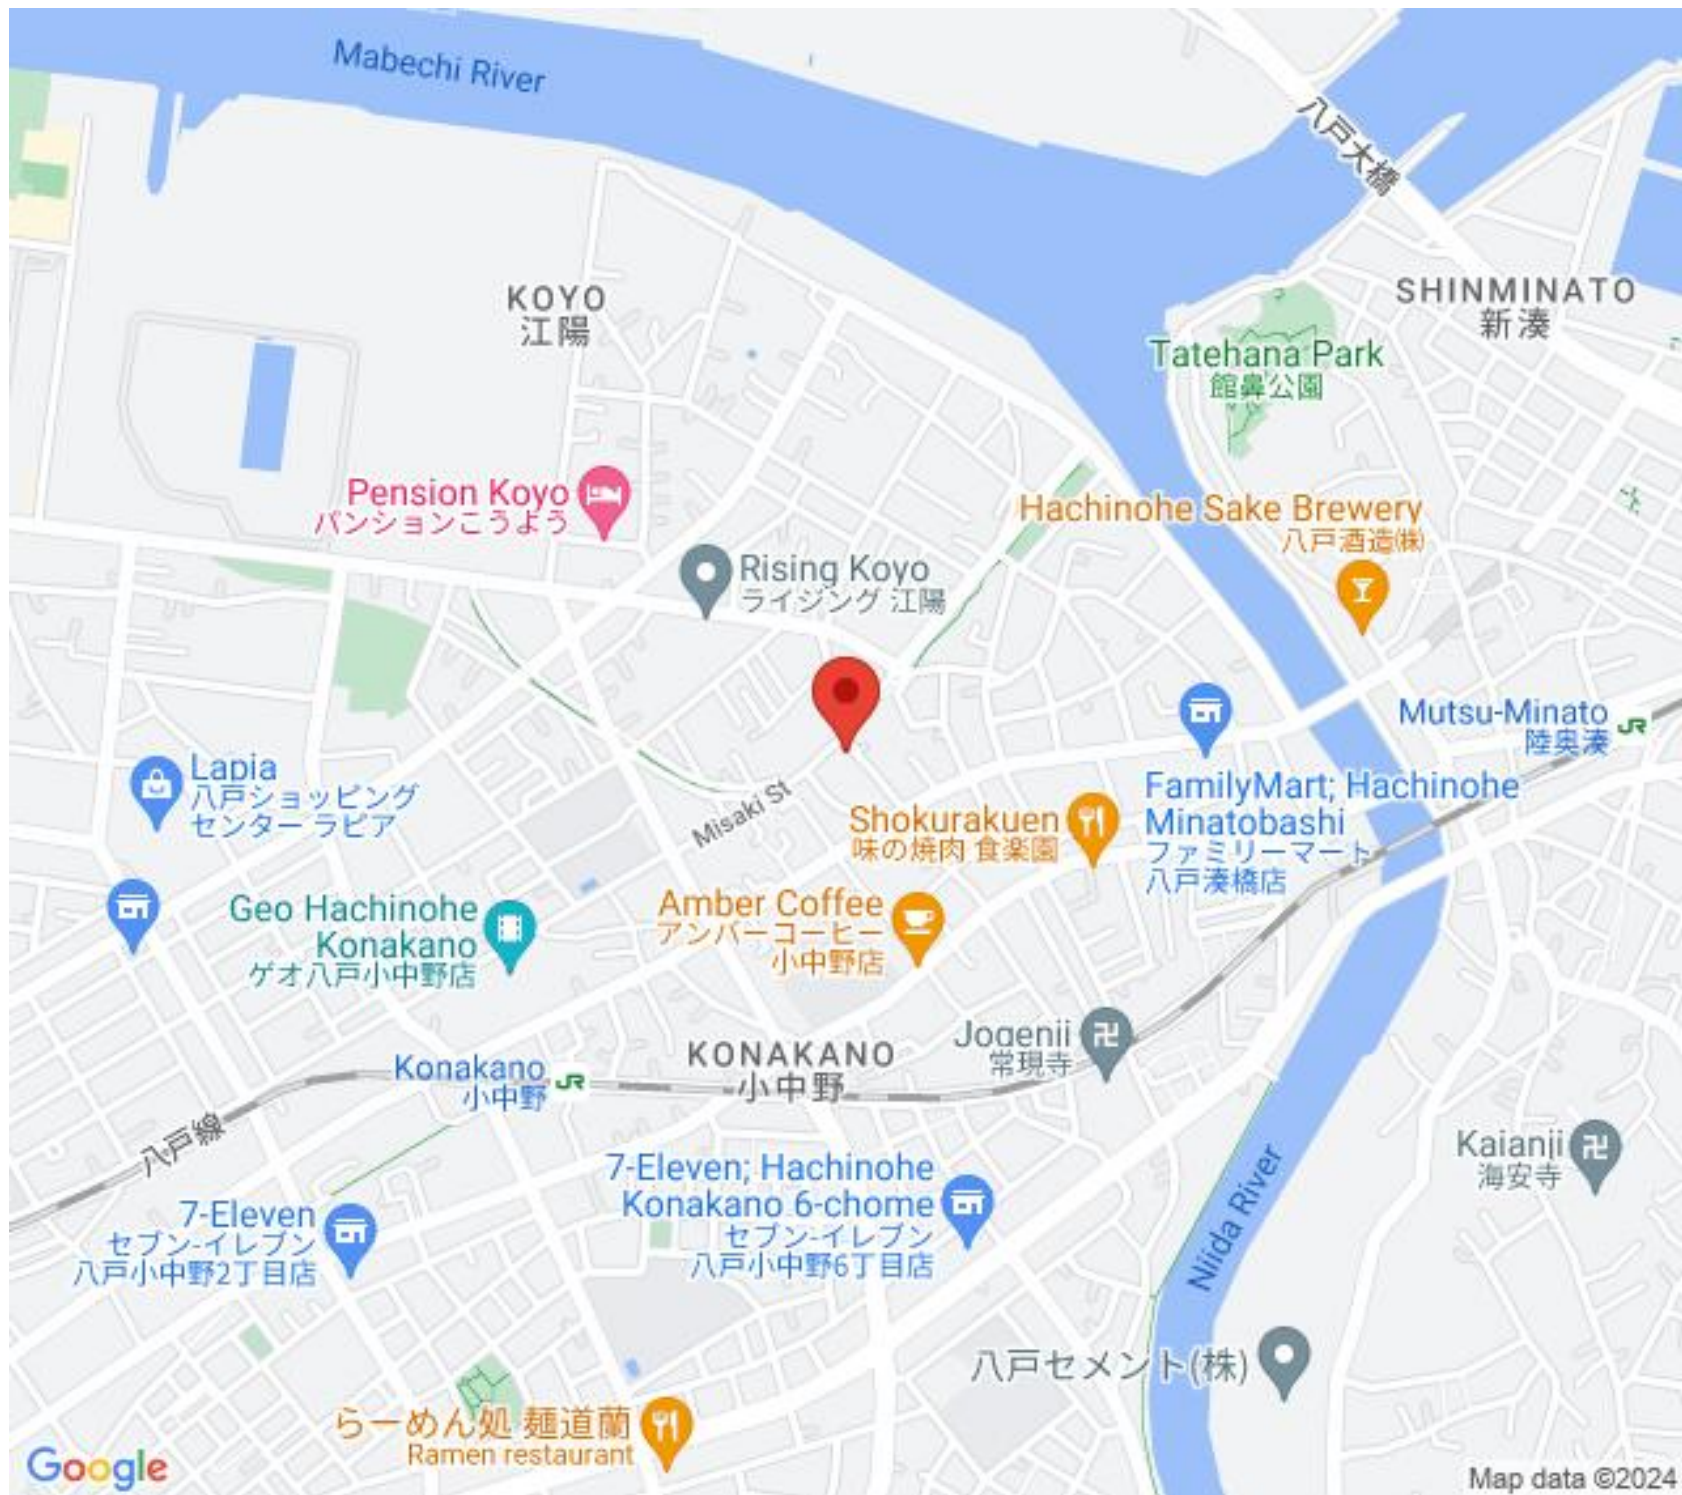 Mabechi River
八戸大橋
KOYO
江陽
SHINMINATO
新湊
Tatehana Park
館鼻公園
Pension Koyo
パンションこうよう
Hachinohe Sake Brewery
八戸酒造㈱
Rising Koyo
ライジング 江陽
Mutsu-Minato
陸奥湊
JR
Lapia
八戸ショッピング
センター ラピア
Misaki St
FamilyMart; Hachinohe
Minatobashi
ファミリーマート
八戸湊橋店
Shokurakuen
味の焼肉 食楽園
Geo Hachinohe
Konakano
ゲオ八戸小中野店
Amber Coffee
アンバーコーヒー
小中野店
Jogenji
常現寺
KONAKANO
小中野
Konakano
小中野
JR
八戸線
Kaianji
海安寺
7-Eleven; Hachinohe
Konakano 6-chome
セブン-イレブン
八戸小中野6丁目店
7-Eleven
セブン-イレブン
八戸小中野2丁目店
Niida River
八戸セメント(株)
らーめん処 麺道蘭
Ramen restaurant
Google
Map data ©2024